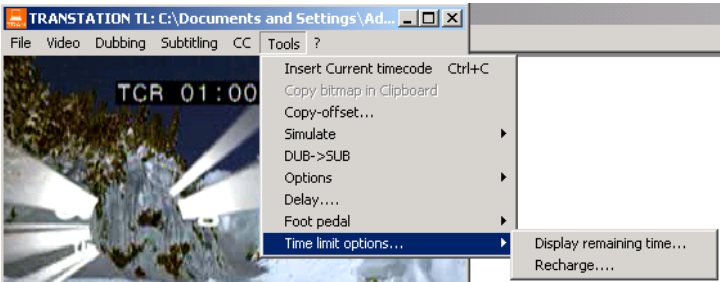 TRANSTATION TL: C:\Documents and Settings\Ad...
File Video Dubbing Subtitling CC Tools ?
TCR 01:00
Insert Current timecode Ctrl+C
Copy bitmap in Clipboard
Copy-offset...
Simulate
DUB->SUB
Options
Delay....
Foot pedal
Time limit options...
Display remaining time...
Recharge....